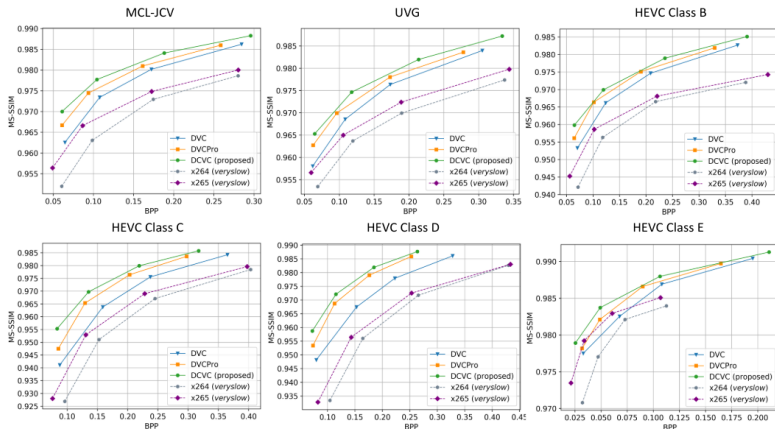 MCL-JCV
UVG
HEVC Class B
MS-SSIM
0.990
0.985
0.980
0.975
0.970
0.965
0.960
0.955
0.05
0.10
0.15
0.20
0.25
0.30
BPP
DVC
DVCPro
DCVC (proposed)
x264 (veryslow)
x265 (veryslow)
MS-SSIM
0.985
0.980
0.975
0.970
0.965
0.960
0.955
0.05
0.10
0.15
0.20
0.25
0.30
0.35
BPP
DVC
DVCPro
DCVC (proposed)
x264 (veryslow)
x265 (veryslow)
MS-SSIM
0.985
0.980
0.975
0.970
0.965
0.960
0.955
0.950
0.945
0.940
0.05
0.10
0.15
0.20
0.25
0.30
0.35
0.40
BPP
DVC
DVCPro
DCVC (proposed)
x264 (veryslow)
x265 (veryslow)
HEVC Class C
HEVC Class D
HEVC Class E
MS-SSIM
0.985
0.980
0.975
0.970
0.965
0.960
0.955
0.950
0.945
0.940
0.935
0.930
0.925
0.10
0.15
0.20
0.25
0.30
0.35
0.40
BPP
DVC
DVCPro
DCVC (proposed)
x264 (veryslow)
x265 (veryslow)
MS-SSIM
0.990
0.985
0.980
0.975
0.970
0.965
0.960
0.955
0.950
0.945
0.940
0.935
0.10
0.15
0.20
0.25
0.30
0.35
0.40
0.45
BPP
DVC
DVCPro
DCVC (proposed)
x264 (veryslow)
x265 (veryslow)
MS-SSIM
0.990
0.985
0.980
0.975
0.970
0.025
0.050
0.075
0.100
0.125
0.150
0.175
0.200
BPP
DVC
DVCPro
DCVC (proposed)
x264 (veryslow)
x265 (veryslow)